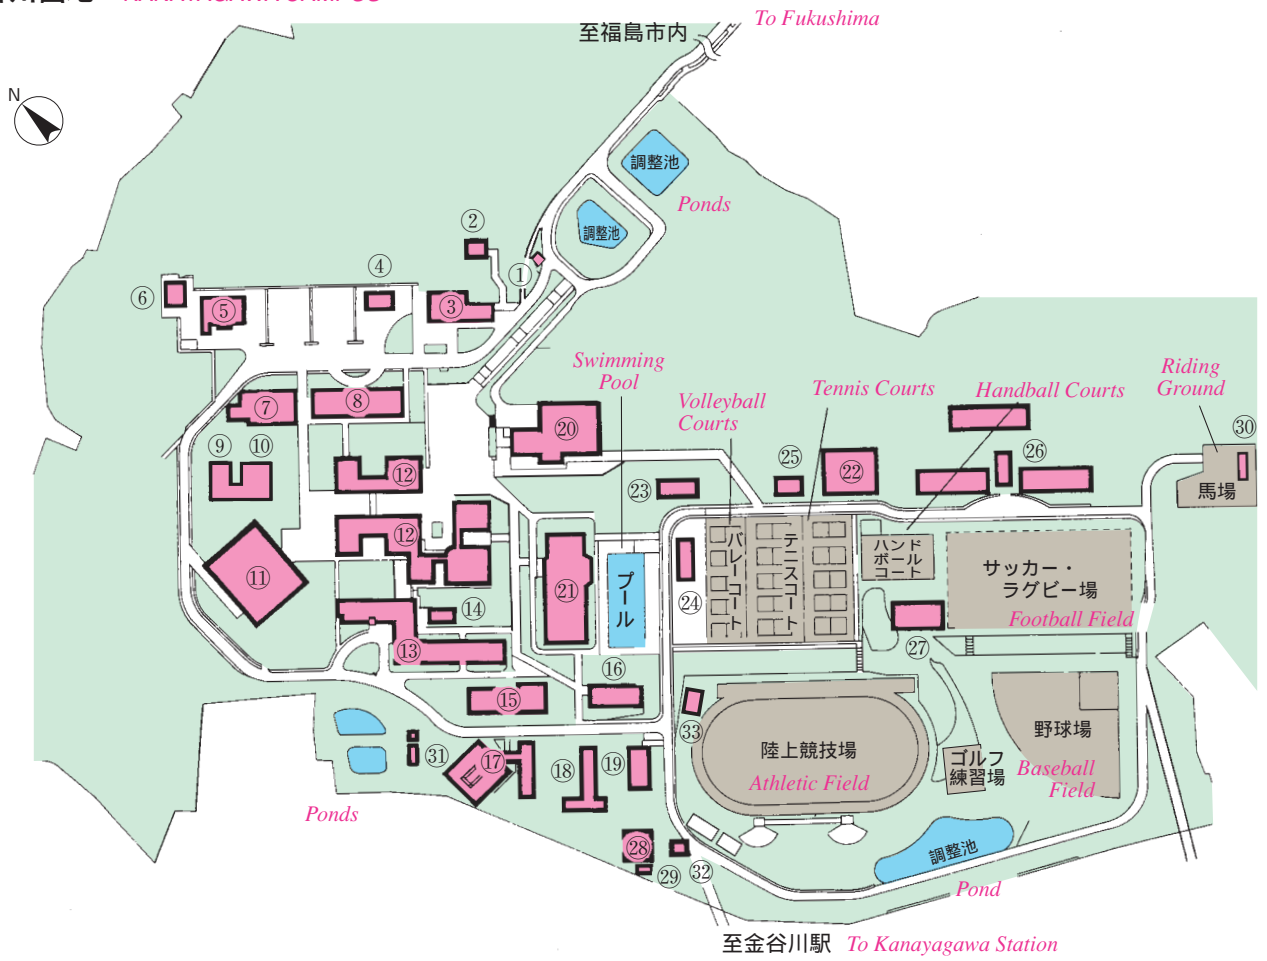 KANAYAGAWA CAMPUS
To Fukushima
至福島市内
N
調整池
Ponds
調整池
②
①
④
③
⑥
⑤
Swimming
Pool
Volleyball
Courts
Tennis Courts
Handball Courts
Riding
Ground
⑦
⑧
⑨
⑩
⑫
⑳
㉓
㉕
㉒
㉖
㉚
馬場
⑪
⑫
⑭
⑬
㉑
プール
㉔
バレーコート
テニスコート
ハンド
ボール
コート
サッカー・
ラグビー場
Football Field
㉗
⑮
⑯
㉝
陸上競技場
Athletic Field
ゴルフ
練習場
野球場
Baseball
Field
㉛
⑰
⑱
⑲
Ponds
㉘
㉙
㉜
調整池
Pond
至金谷川駅
To Kanayagawa Station